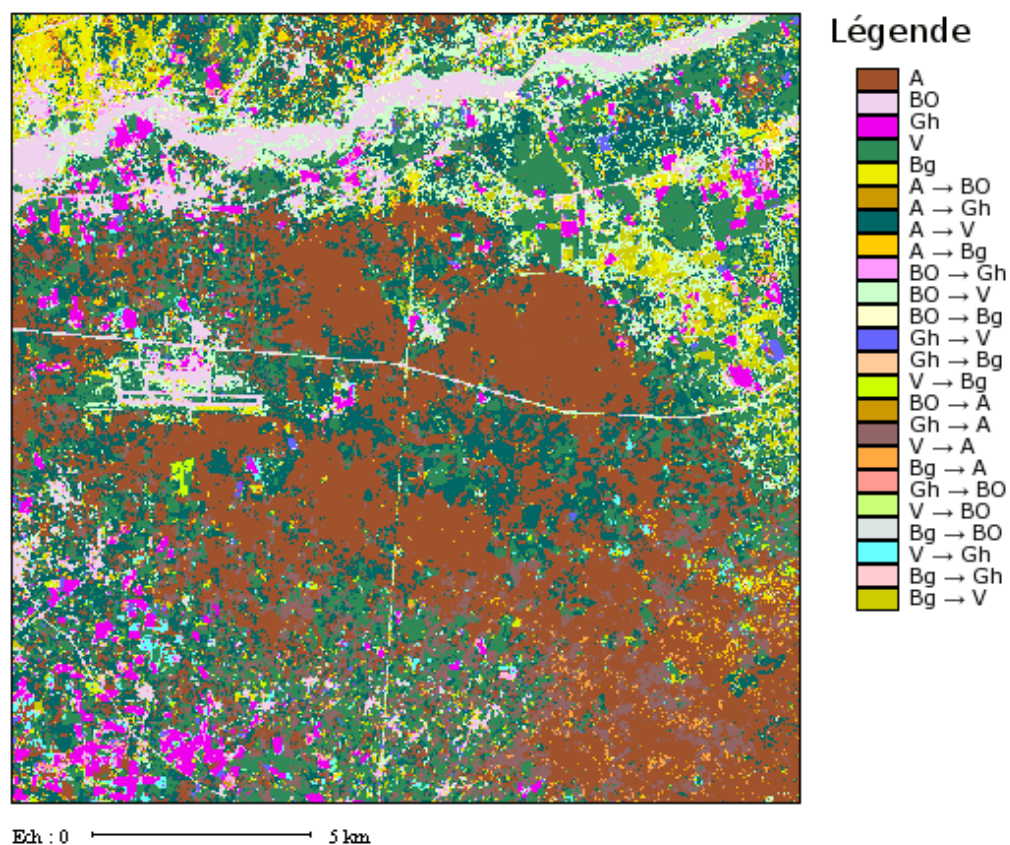 Légende
A
BO
Gh
V
Bg
A → BO
A → Gh
A → V
A → Bg
BO → Gh
BO → V
BO → Bg
Gh → V
Gh → Bg
V → Bg
BO → A
Gh → A
V → A
Bg → A
Gh → BO
V → BO
Bg → BO
V → Gh
Bg → Gh
Bg → V
Ech : 0 5 km